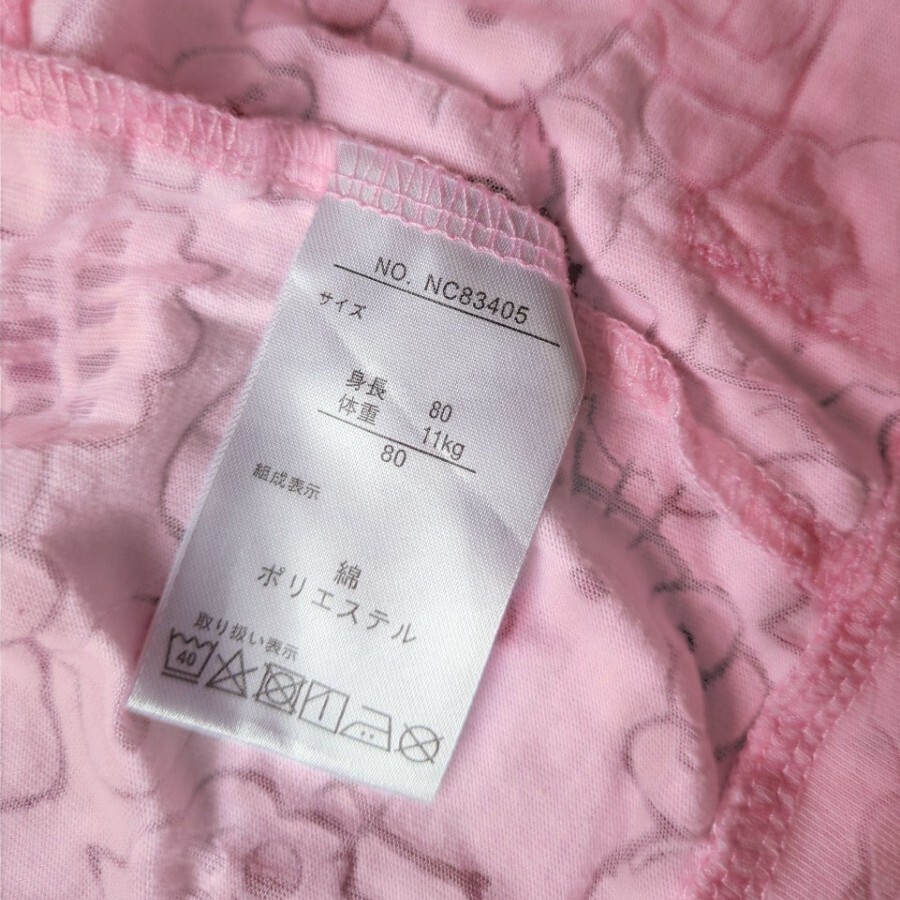 NO. NC83405
サイズ
身長 80
体重 11kg
80
組成表示
綿
ポリエステル
取り扱い表示
40